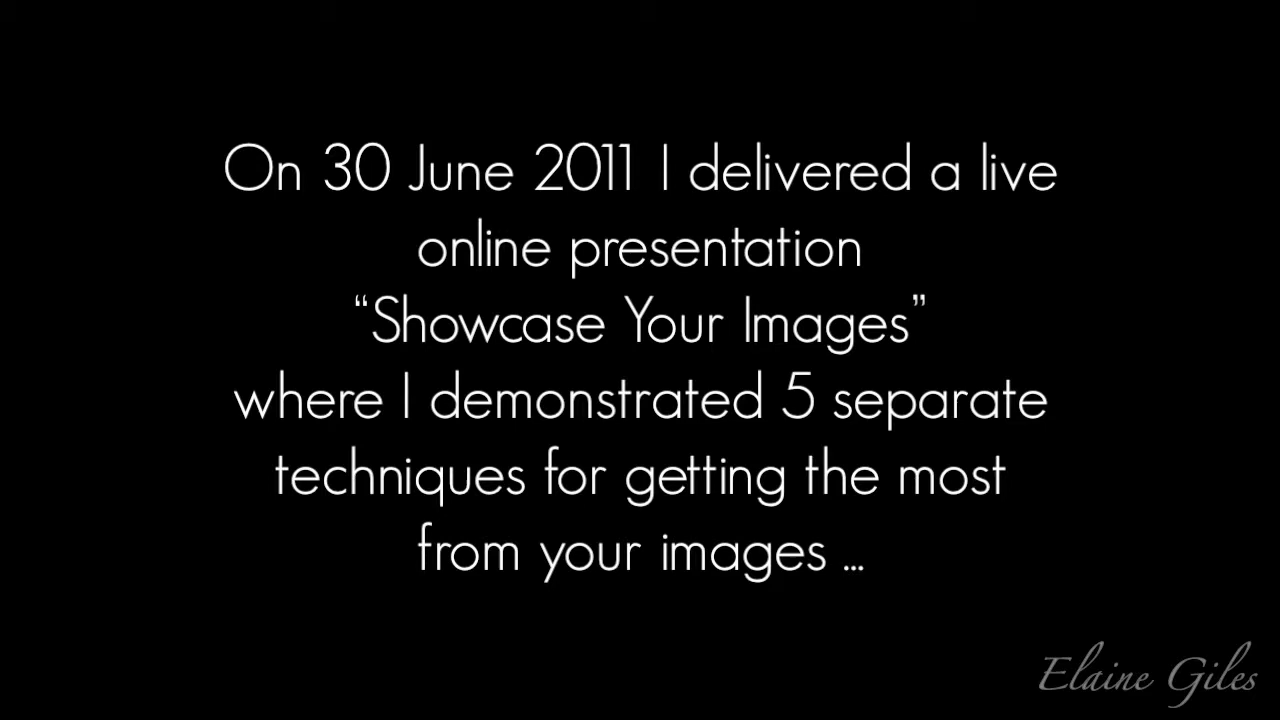 On 30 June 2011 I delivered a live
online presentation
“Showcase Your Images”
where I demonstrated 5 separate
techniques for getting the most
from your images ...
Elaine Giles